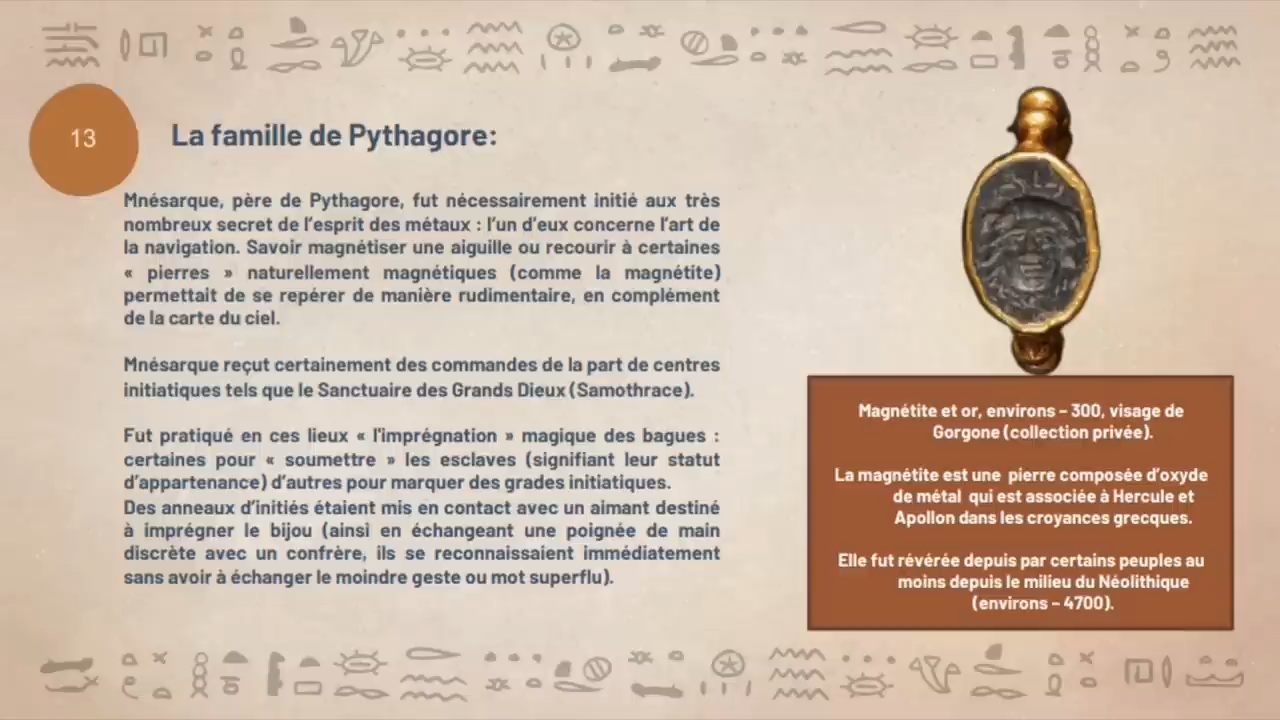 13
La famille de Pythagore:
Mnésarque, père de Pythagore, fut nécessairement initié aux très
nombreux secret de l'esprit des métaux : l'un d'eux concerne l'art de
la navigation. Savoir magnétiser une aiguille ou recourir à certaines
« pierres » naturellement magnétiques (comme la magnétite)
permettait de se repérer de manière rudimentaire, en complément
de la carte du ciel.
Mnésarque reçut certainement des commandes de la part de centres
initiatiques tels que le Sanctuaire des Grands Dieux (Samothrace).
Fut pratiqué en ces lieux « l'imprégnation » magique des bagues :
certaines pour « soumettre » les esclaves (signifiant leur statut
d'appartenance) d'autres pour marquer des grades initiatiques.
Des anneaux d'initiés étaient mis en contact avec un aimant destiné
à imprégner le bijou (ainsi en échangeant une poignée de main
discrète avec un confrère, ils se reconnaissaient immédiatement
sans avoir à échanger le moindre geste ou mot superflu).
Magnétite et or, environs – 300, visage de
Gorgone (collection privée).
La magnétite est une pierre composée d'oxyde
de métal qui est associée à Hercule et
Apollon dans les croyances grecques.
Elle fut révérée depuis par certains peuples au
moins depuis le milieu du Néolithique
(environs – 4700).